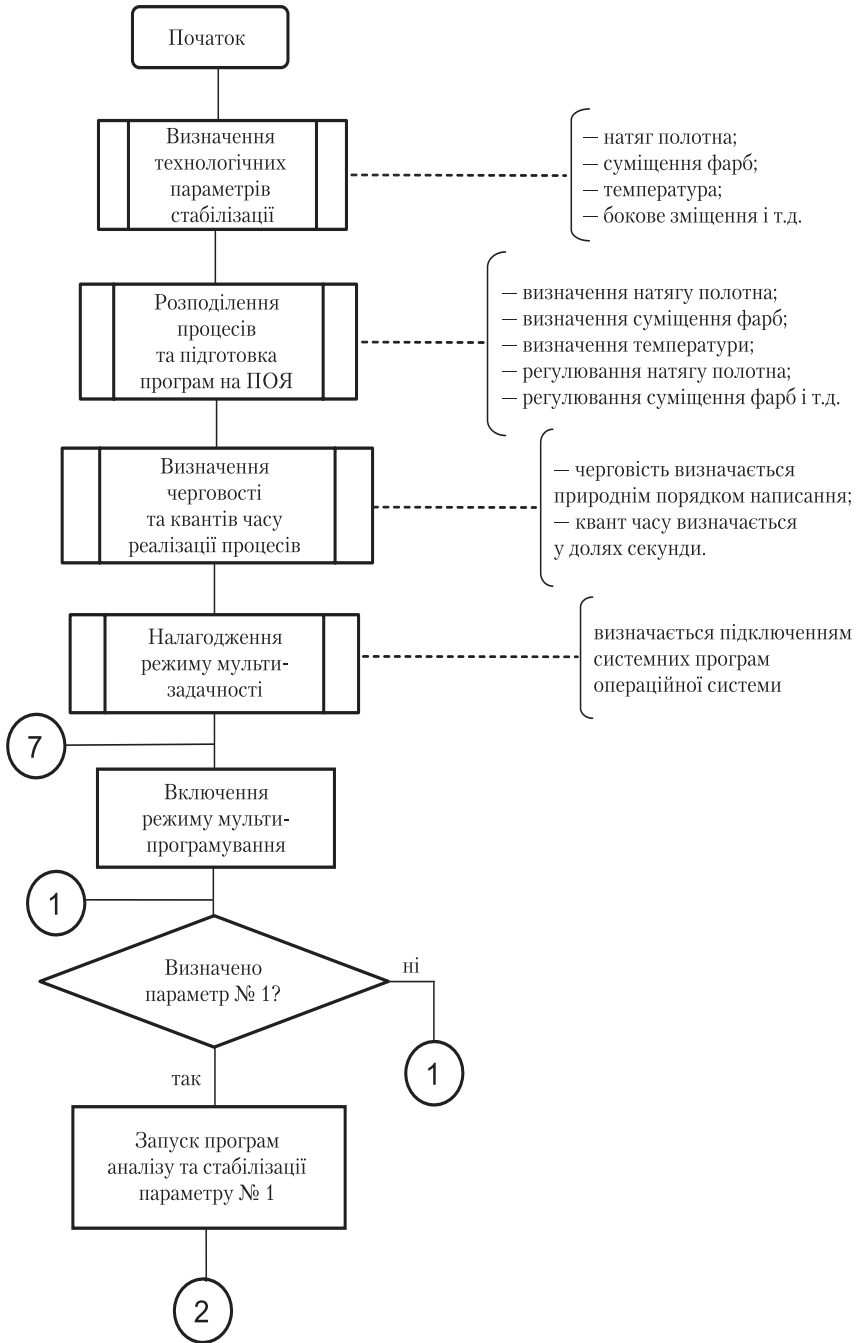 Початок
Визначення
технологічних
параметрів
стабілізації
— натяг полотна;
— суміщення фарб;
— температура;
— бокове зміщення і т.д.
Розподілення
процесів
та підготовка
програм на ПОЯ
— визначення натягу полотна;
— визначення суміщення фарб;
— визначення температури;
— регулювання натягу полотна;
— регулювання суміщення фарб і т.д.
Визначення
черговості
та квантів часу
реалізації процесів
— черговість визначається
природнім порядком написання;
— квант часу визначається
у долях секунди.
Налагодження
режиму мульти-
задачності
визначається підключенням
системних програм
операційної системи
7
Включення
режиму мульти-
програмування
1
Визначено
параметр № 1?
ні
1
так
Запуск програм
аналізу та стабілізації
параметру № 1
2